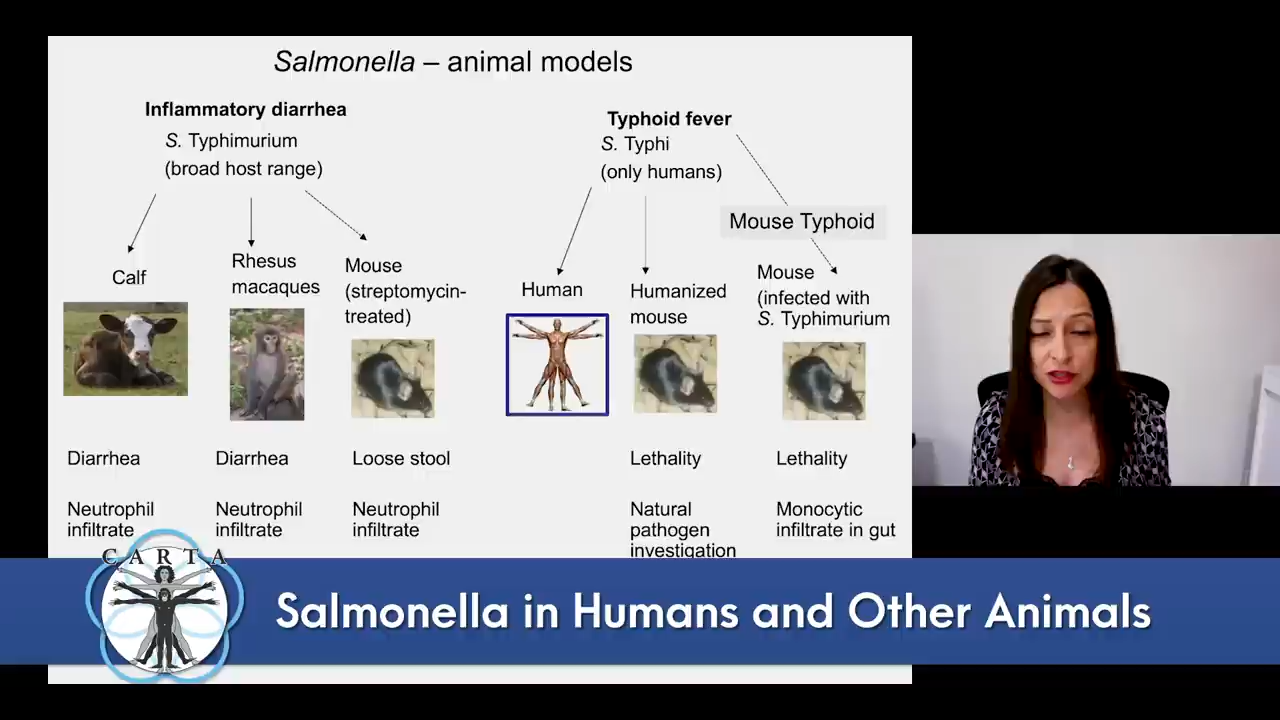 Salmonella – animal models
Inflammatory diarrhea
S. Typhimurium
(broad host range)
Typhoid fever
S. Typhi
(only humans)
Mouse Typhoid
Calf
Rhesus
macaques
Mouse
(streptomycin-
treated)
Human
Humanized
mouse
Mouse
(infected with
S. Typhimurium
Diarrhea
Diarrhea
Loose stool
Lethality
Lethality
Neutrophil
infiltrate
Neutrophil
infiltrate
Neutrophil
infiltrate
Natural
pathogen
investigation
Monocytic
infiltrate in gut
CARTA
Salmonella in Humans and Other Animals